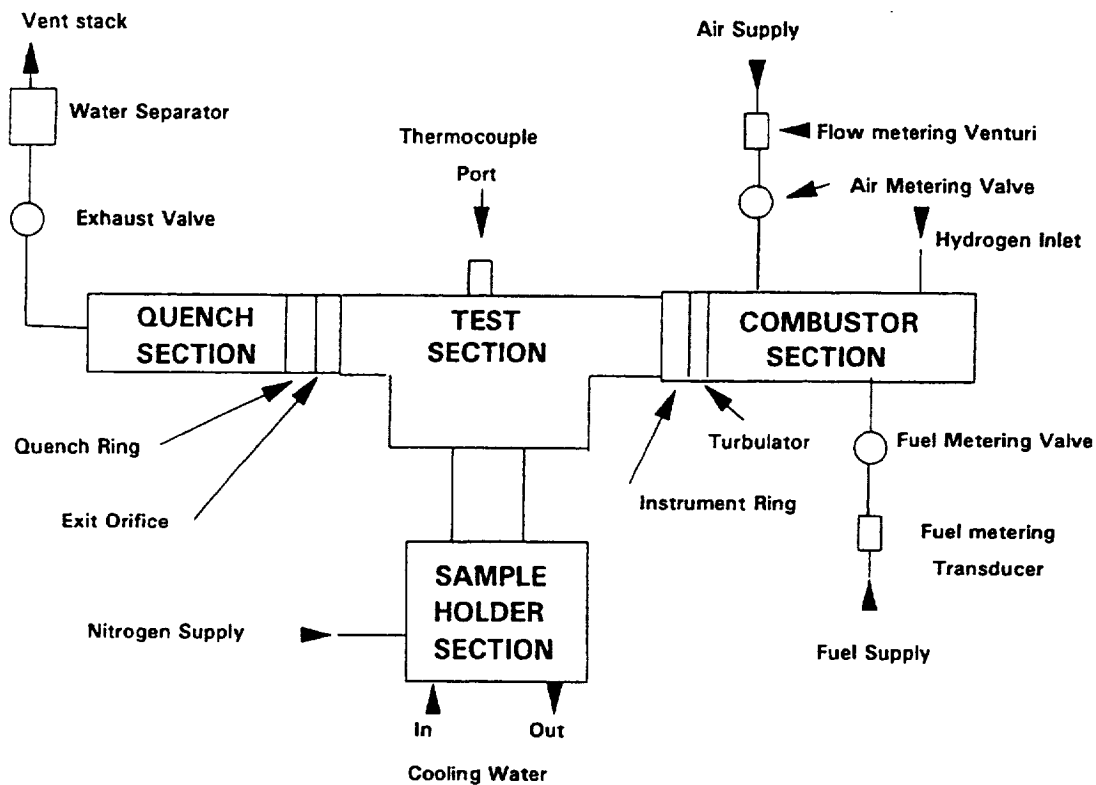 Vent stack
Air Supply
Water Separator
Thermocouple
Port
Flow metering Venturi
Air Metering Valve
Exhaust Valve
Hydrogen Inlet
QUENCH
SECTION
TEST
SECTION
COMBUSTOR
SECTION
Quench Ring
Turbulator
Fuel Metering Valve
Instrument Ring
Exit Orifice
Fuel metering
Transducer
SAMPLE
HOLDER
SECTION
Nitrogen Supply
Fuel Supply
In
Out
Cooling Water